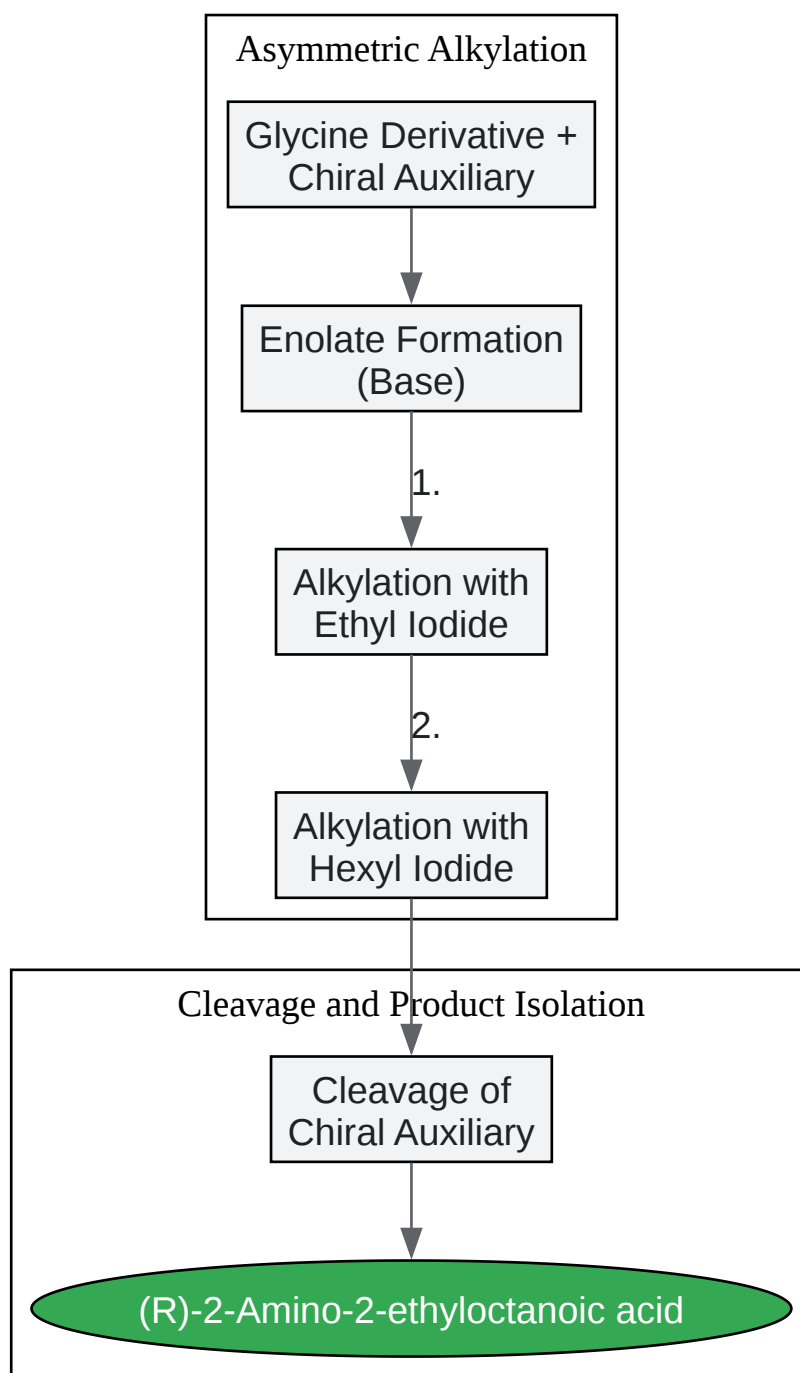 Asymmetric Alkylation
Glycine Derivative +
Chiral Auxiliary
Enolate Formation
(Base)
1.
Alkylation with
Ethyl Iodide
2.
Alkylation with
Hexyl Iodide
Cleavage and Product Isolation
Cleavage of
Chiral Auxiliary
(R)-2-Amino-2-ethyloctanoic acid